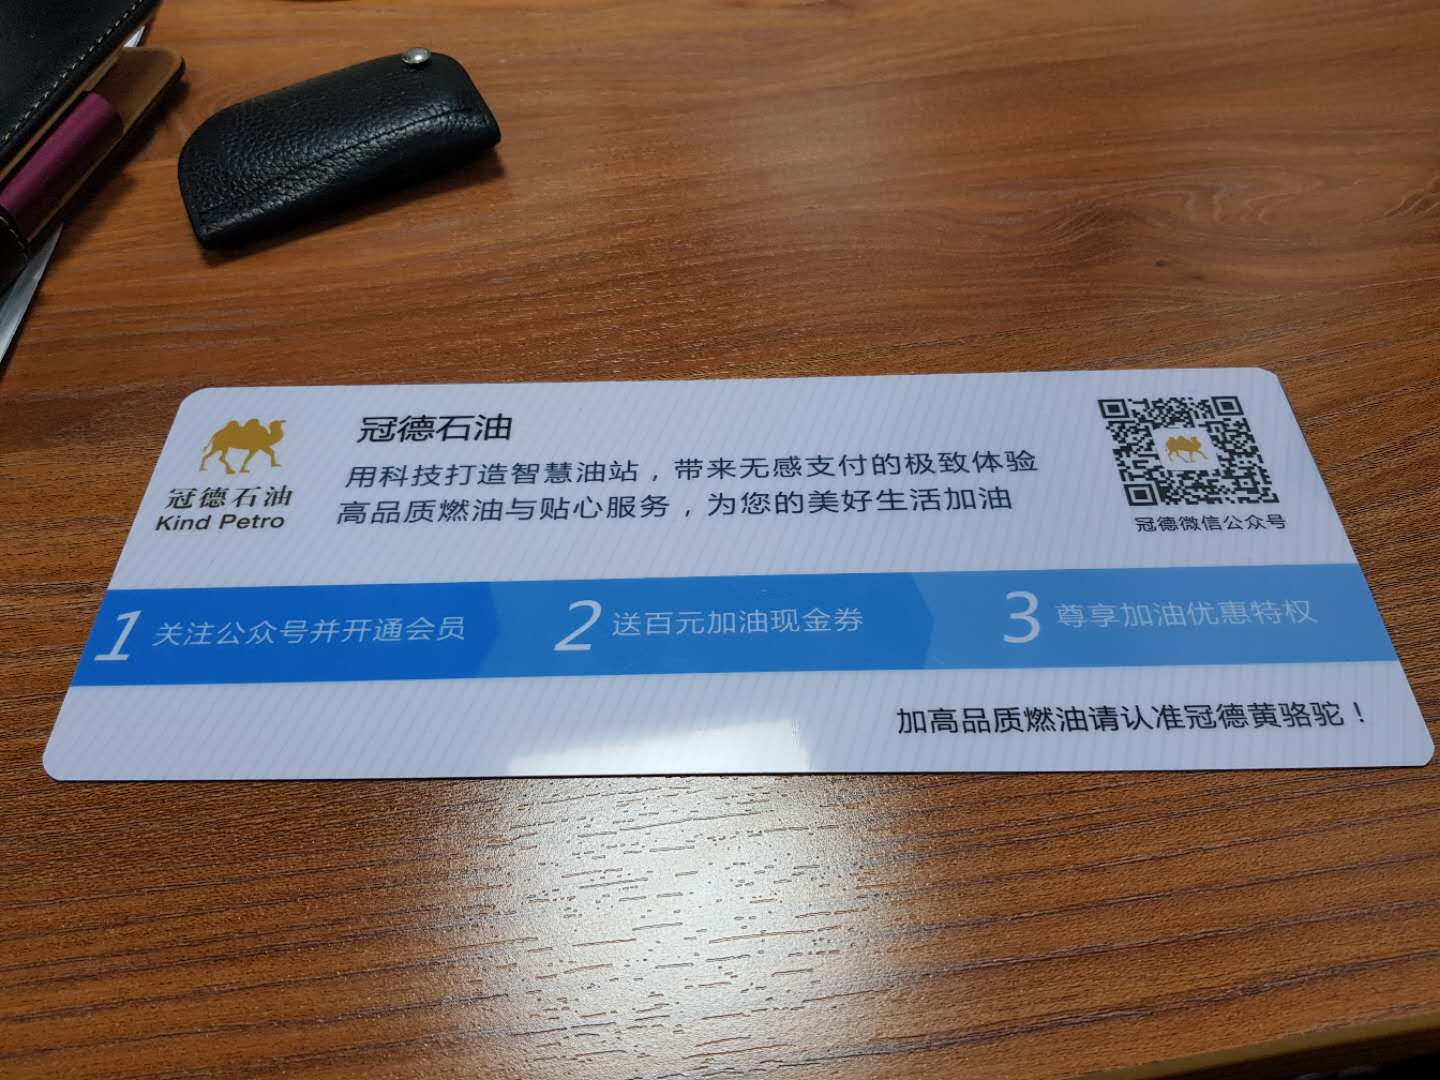 冠德石油
Kind Petro
冠德石油
用科技打造智慧油站，带来无感支付的极致体验
高品质燃油与贴心服务，为您的美好生活加油
冠德微信公众号
1 关注公众号并开通会员
2 送百元加油现金券
3 尊享加油优惠特权
加高品质燃油请认准冠德黄骆驼！